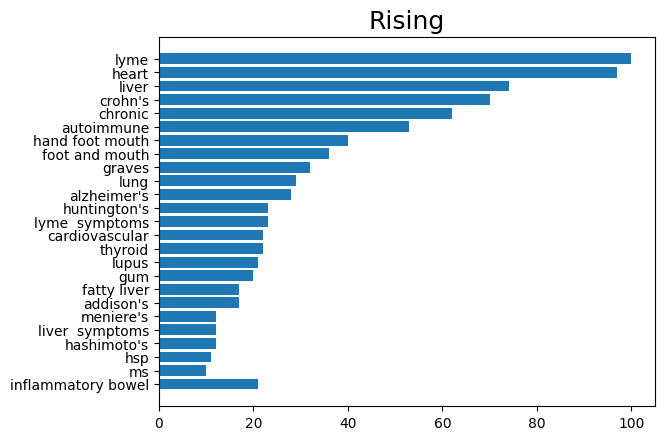 Rising
lyme
heart
liver
crohn's
chronic
autoimmune
hand foot mouth
foot and mouth
graves
lung
alzheimer's
huntington's
lyme  symptoms
cardiovascular
thyroid
lupus
gum
fatty liver
addison's
meniere's
liver  symptoms
hashimoto's
hsp
ms
inflammatory bowel
0 20 40 60 80 100